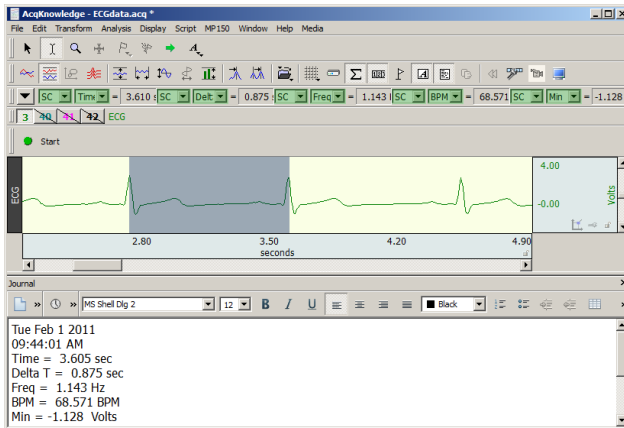 AcqKnowledge - ECGdata.acq *
File Edit Transform Analysis Display Script MP150 Window Help Media
SC Time = 3.610 s SC Delt = 0.875 s SC Freq = 1.143 SC BPM = 68.571 SC Min = -1.128
3 40 41 42 ECG
Start
ECG
4.00
-0.00
Volts
2.80 3.50 4.20 4.90
seconds
Journal
MS Shell Dlg 2 12 B I U Black
Tue Feb 1 2011
09:44:01 AM
Time = 3.605 sec
Delta T = 0.875 sec
Freq = 1.143 Hz
BPM = 68.571 BPM
Min = -1.128 Volts